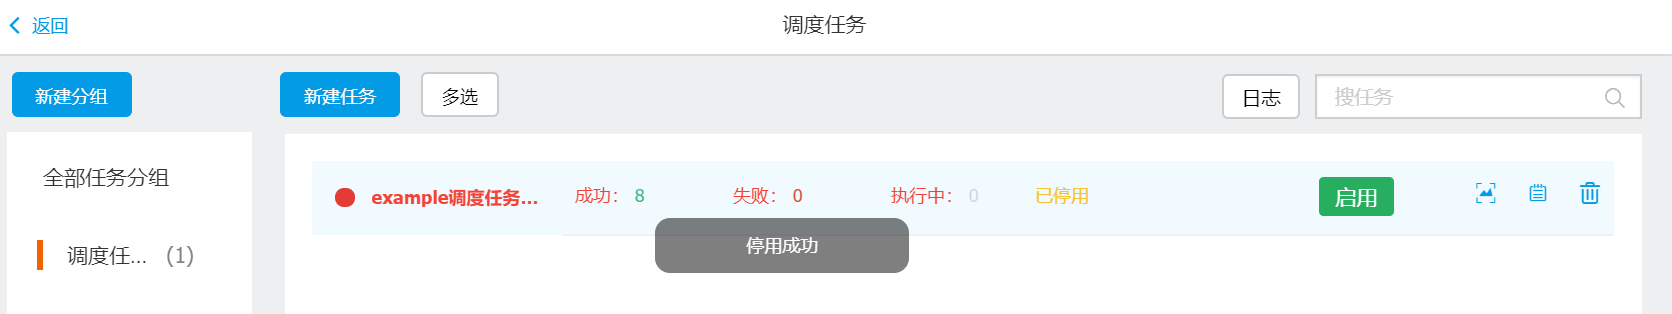 返回
调度任务
新建分组
新建任务
多选
日志
搜任务
全部任务分组
调度任... (1)
example调度任务... 成功: 8 失败: 0 执行中: 0 已停用 启用
停用成功